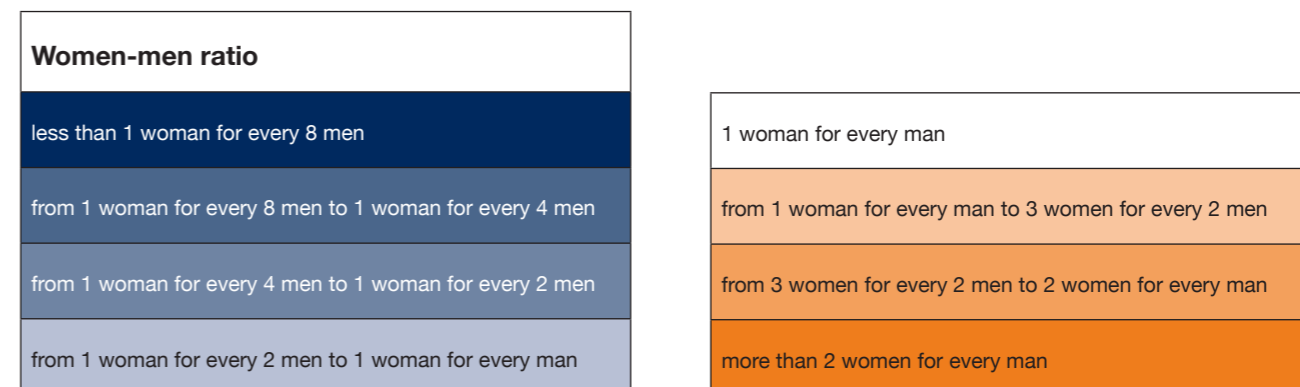 Women-men ratio
less than 1 woman for every 8 men
from 1 woman for every 8 men to 1 woman for every 4 men
from 1 woman for every 4 men to 1 woman for every 2 men
from 1 woman for every 2 men to 1 woman for every man
1 woman for every man
from 1 woman for every man to 3 women for every 2 men
from 3 women for every 2 men to 2 women for every man
more than 2 women for every man